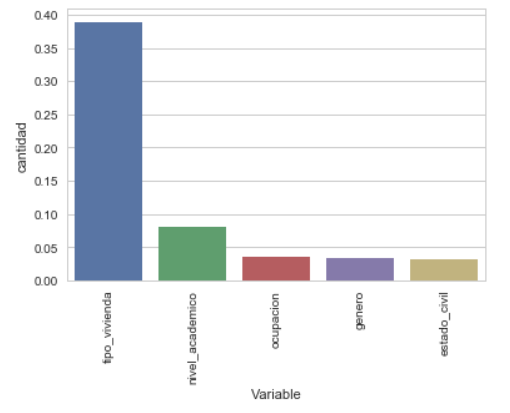 0.40
0.35
0.30
0.25
0.20
0.15
0.10
0.05
0.00
cantidad
tipo_vivienda
nivel_academico
ocupacion
genero
estado_civil
Variable